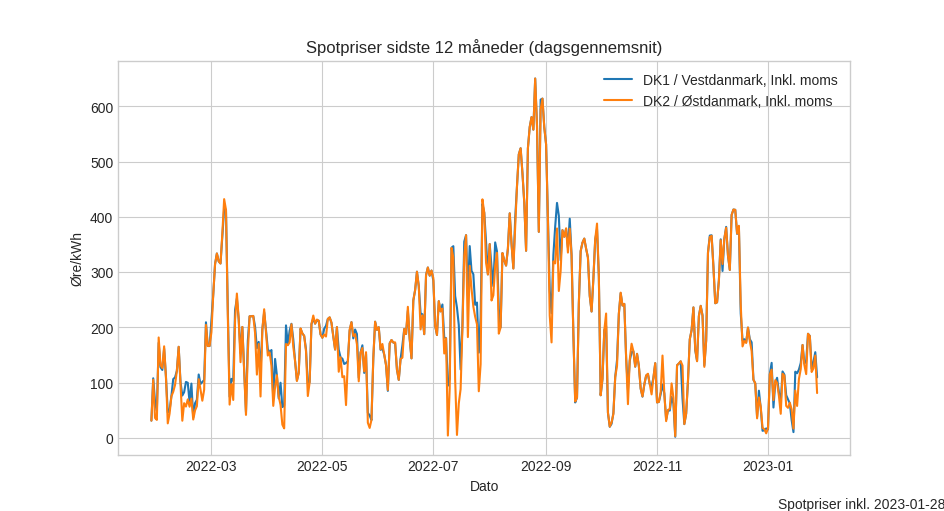 Spotpriser sidste 12 måneder (dagsgennemsnit)
DK1 / Vestdanmark, Inkl. moms
DK2 / Østdanmark, Inkl. moms
Øre/kWh
600
500
400
300
200
100
0
2022-03 2022-05 2022-07 2022-09 2022-11 2023-01
Dato
Spotpriser inkl. 2023-01-28